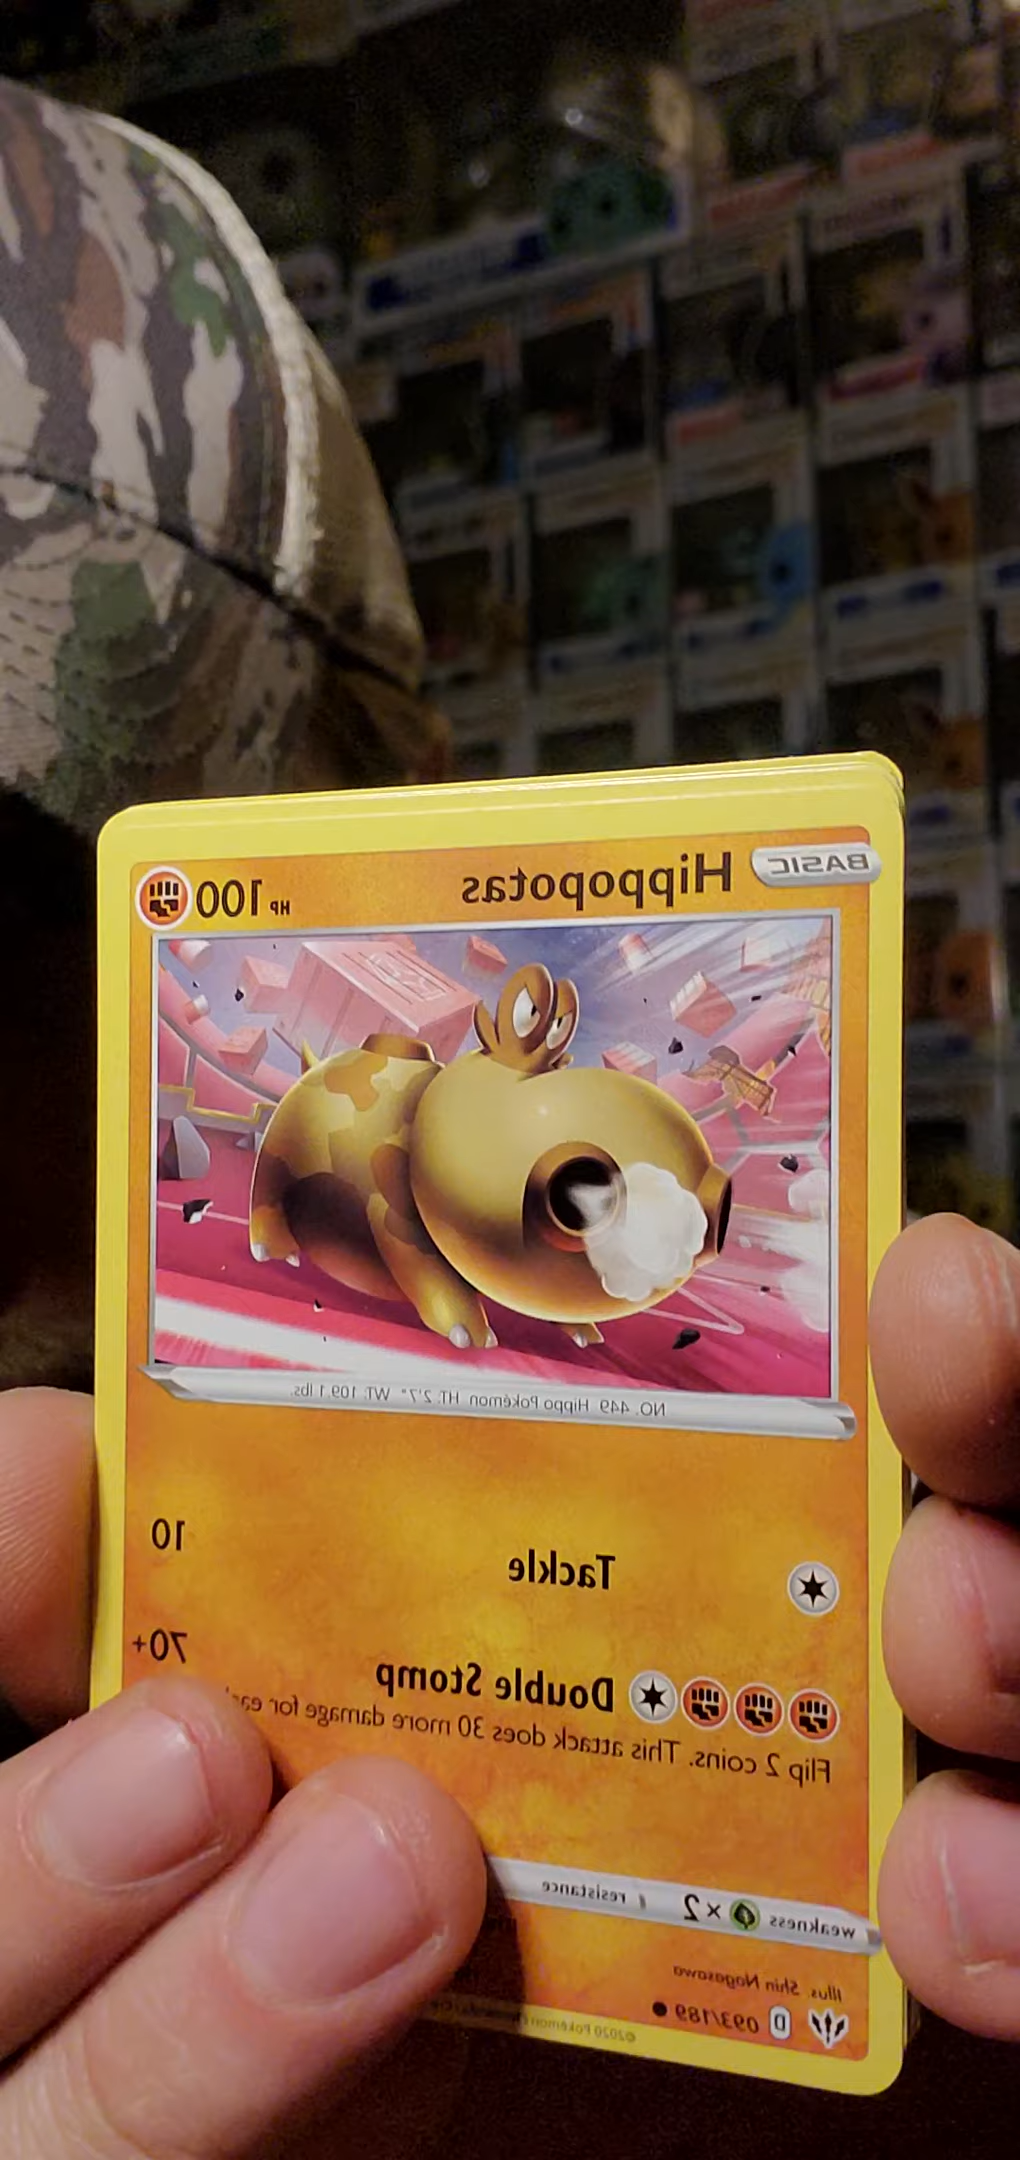 BASIC Hippopotas HP 100
NO. 449 Hippo Pokémon HT: 2'7" WT: 109.1 lbs.
Tackle 10
Double Stomp 70+
Flip 2 coins. This attack does 30 more damage for each
weakness ×2 resistance
Illus. Shin Nagasawa
D 093/189
©2020 Pokémon